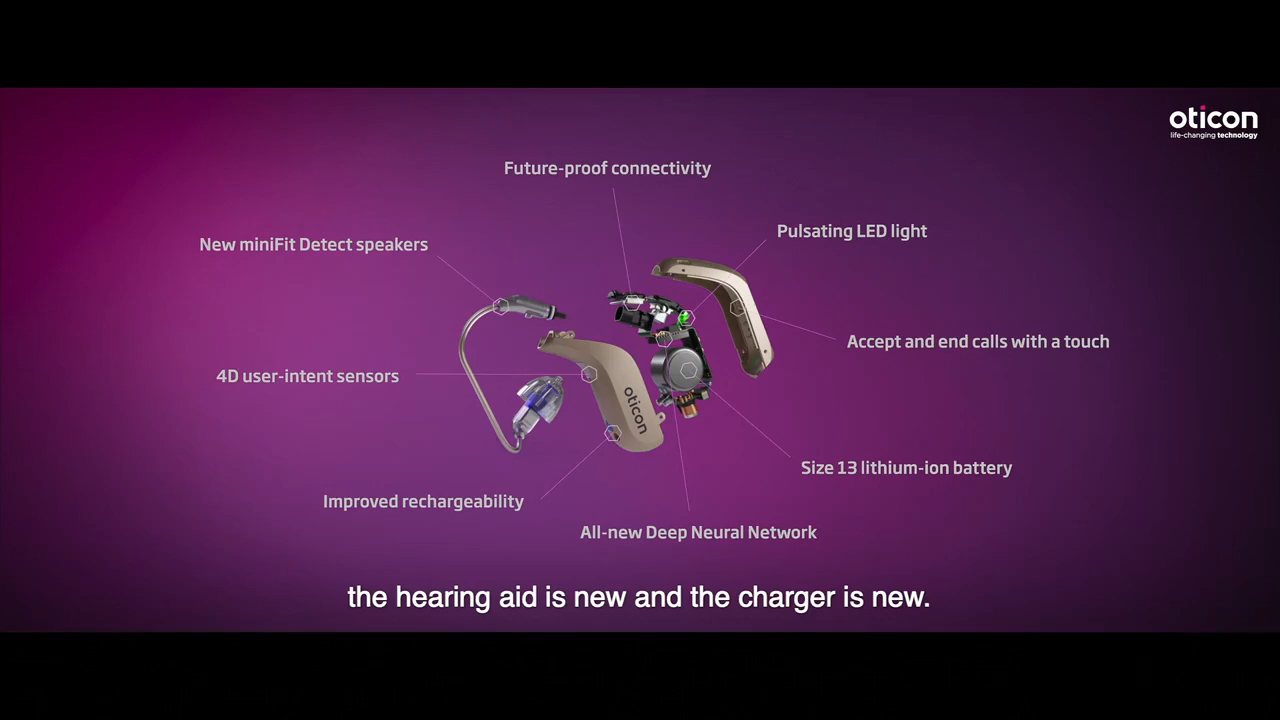 oticon
life-changing technology
Future-proof connectivity
Pulsating LED light
New miniFit Detect speakers
Accept and end calls with a touch
4D user-intent sensors
oticon
Size 13 lithium-ion battery
Improved rechargeability
All-new Deep Neural Network
the hearing aid is new and the charger is new.